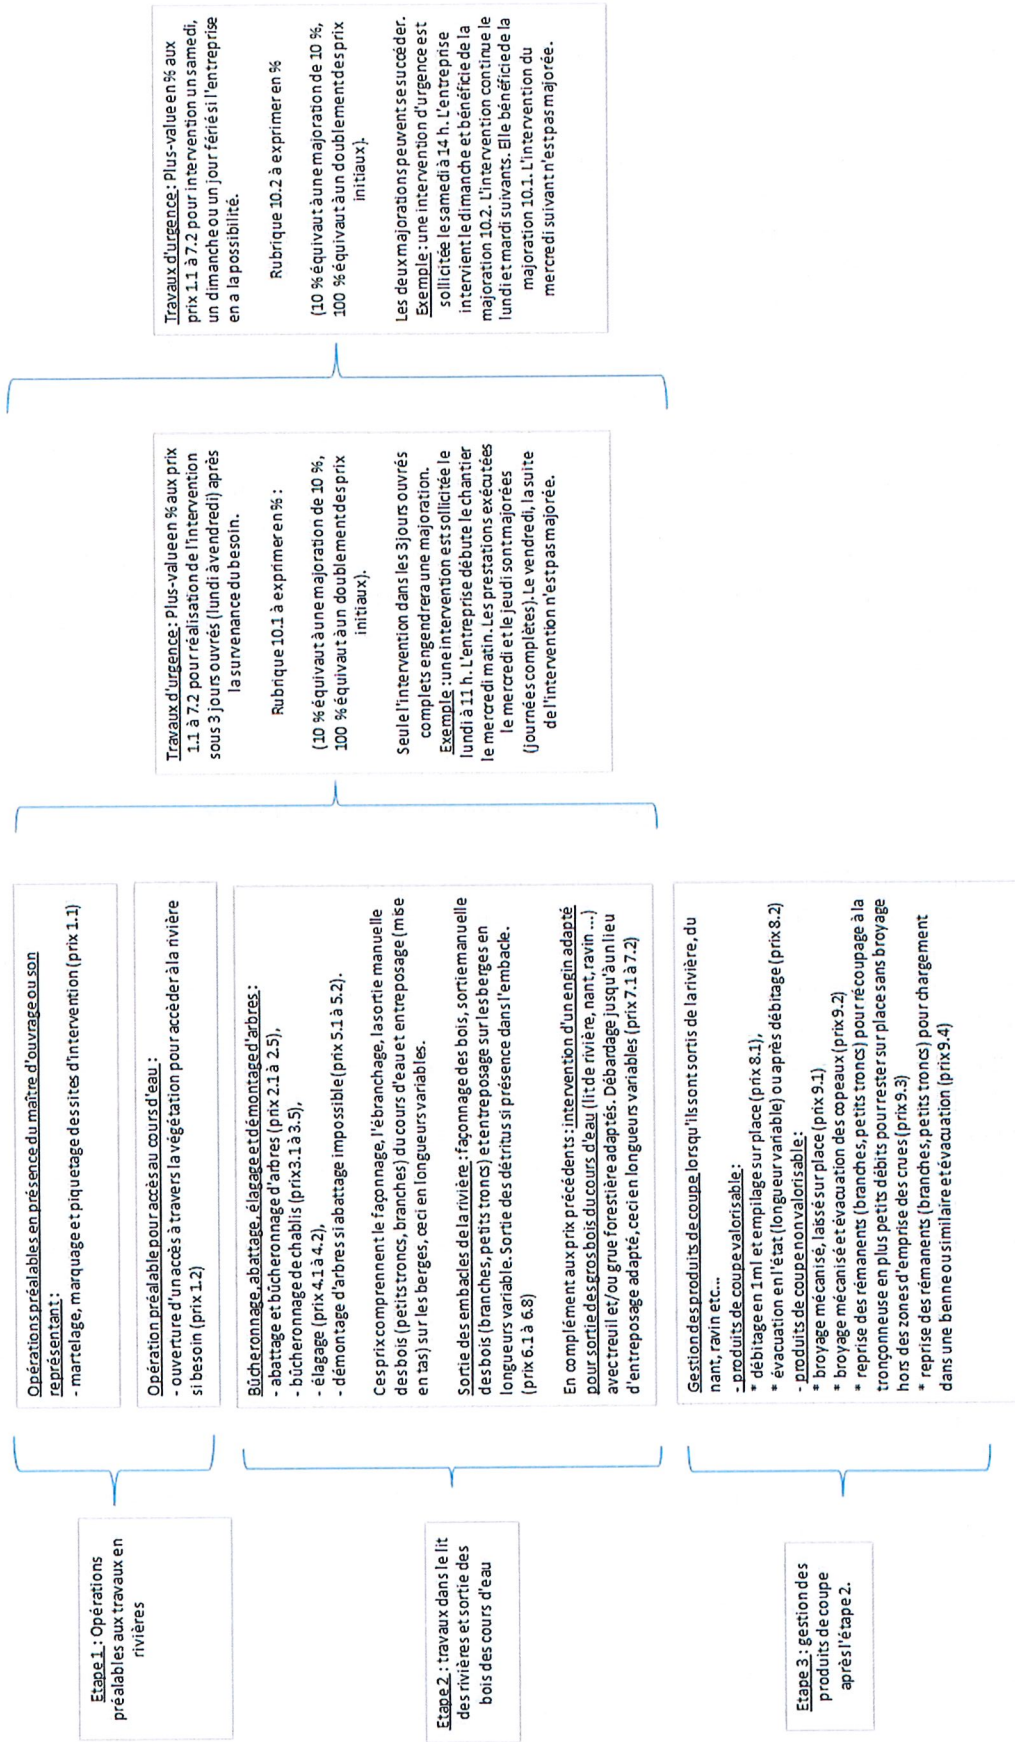 Etape 1 : Opérations
préalables aux travaux en
rivières
Opérations préalables en présence du maître d'ouvrage ou son
représentant :
- martelage, marquage et piquetage des sites d'intervention (prix 1.1)
Opération préalable pour accès au cours d'eau :
- ouverture d'un accès à travers la végétation pour accèder à la rivière
si besoin (prix 1.2)
Etape 2 : travaux dans le lit
des rivières et sortie des
bois des cours d'eau
Bûcheronnage, abattage, élagage et démontage d'arbres :
- abattage et bûcheronnage d'arbres (prix 2.1 à 2.5),
- bûcheronnage de chablis (prix 3.1 à 3.5),
- élagage (prix 4.1 à 4.2),
- démontage d'arbres si abattage impossible (prix 5.1 à 5.2).
Ces prix comprennent le façonnage, l'ébranchage, la sortie manuelle
des bois (petits troncs, branches) du cours d'eau et entreposage (mise
en tas) sur les berges, ceci en longueurs variables.
Sortie des embacles de la rivière : façonnage des bois, sortie manuelle
des bois (branches, petits troncs) et entreposage sur les berges en
longueurs variable. Sortie des détritus si présence dans l'embacle.
(prix 6.1 à 6.8)
En complément aux prix précédents : intervention d'un engin adapté
pour sortie des gros bois du cours d'eau (lit de rivière, nant, ravin ...)
avec treuil et/ou grue forestière adaptés. Débardage jusqu'à un lieu
d'entreposage adapté, ceci en longueurs variables (prix 7.1 à 7.2)
Etape 3 : gestion des
produits de coupe
après l'étape 2.
Gestion des produits de coupe lorsqu'ils sont sortis de la rivière, du
nant, ravin etc...
- produits de coupe valorisable :
* débitage en 1 ml et empilage sur place (prix 8.1),
* évacuation en l'état (longueur variable) ou après débitage (prix 8.2)
- produits de coupe non valorisable :
* broyage mécanisé, laissé sur place (prix 9.1)
* broyage mécanisé et évacuation des copeaux (prix 9.2)
* reprise des rémanents (branches, petits troncs) pour récoupage à la
tronçonneuse en plus petits débits pour rester sur place sans broyage
hors des zones d'emprise des crues (prix 9.3)
* reprise des rémanents (branches, petits troncs) pour chargement
dans une benne ou similaire et évacuation (prix 9.4)
Travaux d'urgence : Plus-value en % aux prix
1.1 à 7.2 pour réalisation de l'intervention
sous 3 jours ouvrés (lundi à vendredi) après
la survenance du besoin.
Rubrique 10.1 à exprimer en % :
(10 % équivaut à une majoration de 10 %,
100 % équivaut à un doublement des prix
initiaux).
Seule l'intervention dans les 3 jours ouvrés
complets engendrera une majoration.
Exemple : une intervention est sollicitée le
lundi à 11 h. L'entreprise débute le chantier
le mercredi matin. Les prestations exécutées
le mercredi et le jeudi sont majorées
(journées complètes). Le vendredi, la suite
de l'intervention n'est pas majorée.
Travaux d'urgence : Plus-value en % aux
prix 1.1 à 7.2 pour intervention un samedi,
un dimanche ou un jour férié si l'entreprise
en a la possibilité.
Rubrique 10.2 à exprimer en %
(10 % équivaut à une majoration de 10 %,
100 % équivaut à un doublement des prix
initiaux).
Les deux majorations peuvent se succéder.
Exemple : une intervention d'urgence est
sollicitée le samedi à 14 h. L'entreprise
intervient le dimanche et bénéficie de la
majoration 10.2. L'intervention continue le
lundi et mardi suivants. Elle bénéficie de la
majoration 10.1. L'intervention du
mercredi suivant n'est pas majorée.